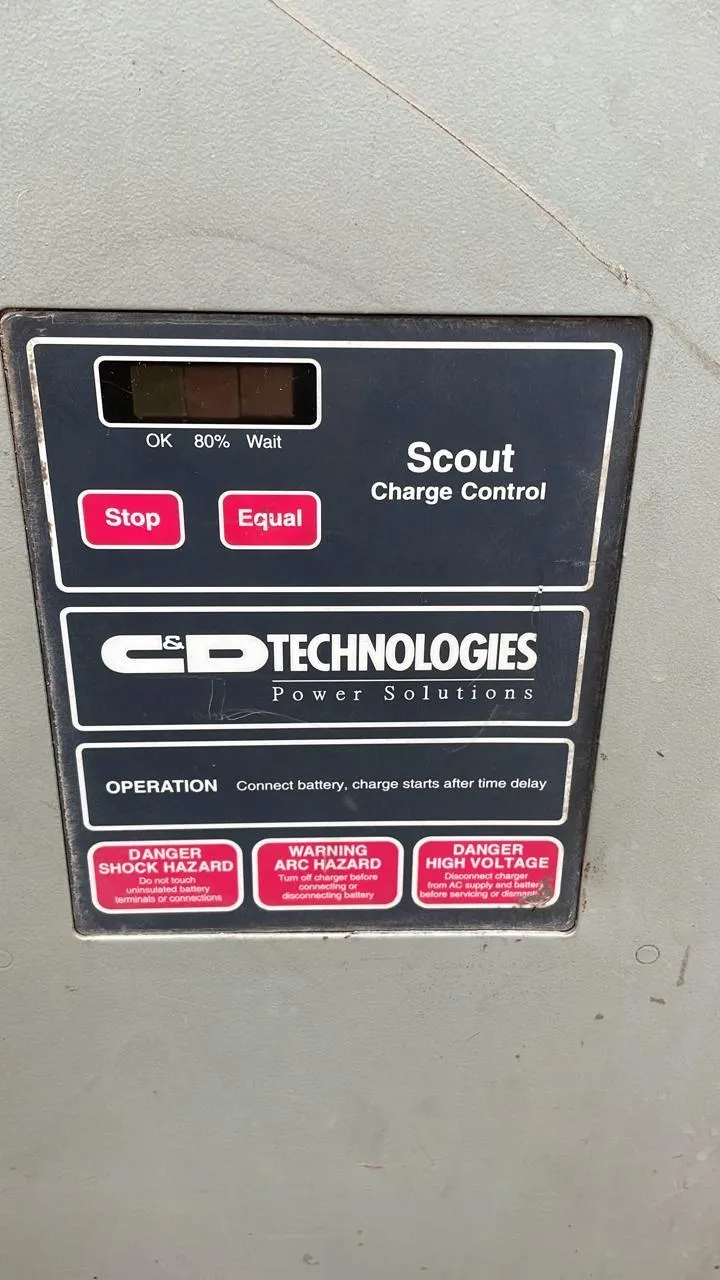 OK 80% Wait
Scout
Charge Control
Stop Equal
C&D TECHNOLOGIES
Power Solutions
OPERATION Connect battery, charge starts after time delay
DANGER
SHOCK HAZARD
Do not touch
uninsulated battery
terminals or connections
WARNING
ARC HAZARD
Turn off charger before
connecting or
disconnecting battery
DANGER
HIGH VOLTAGE
Disconnect charger
from AC supply and battery
before servicing or